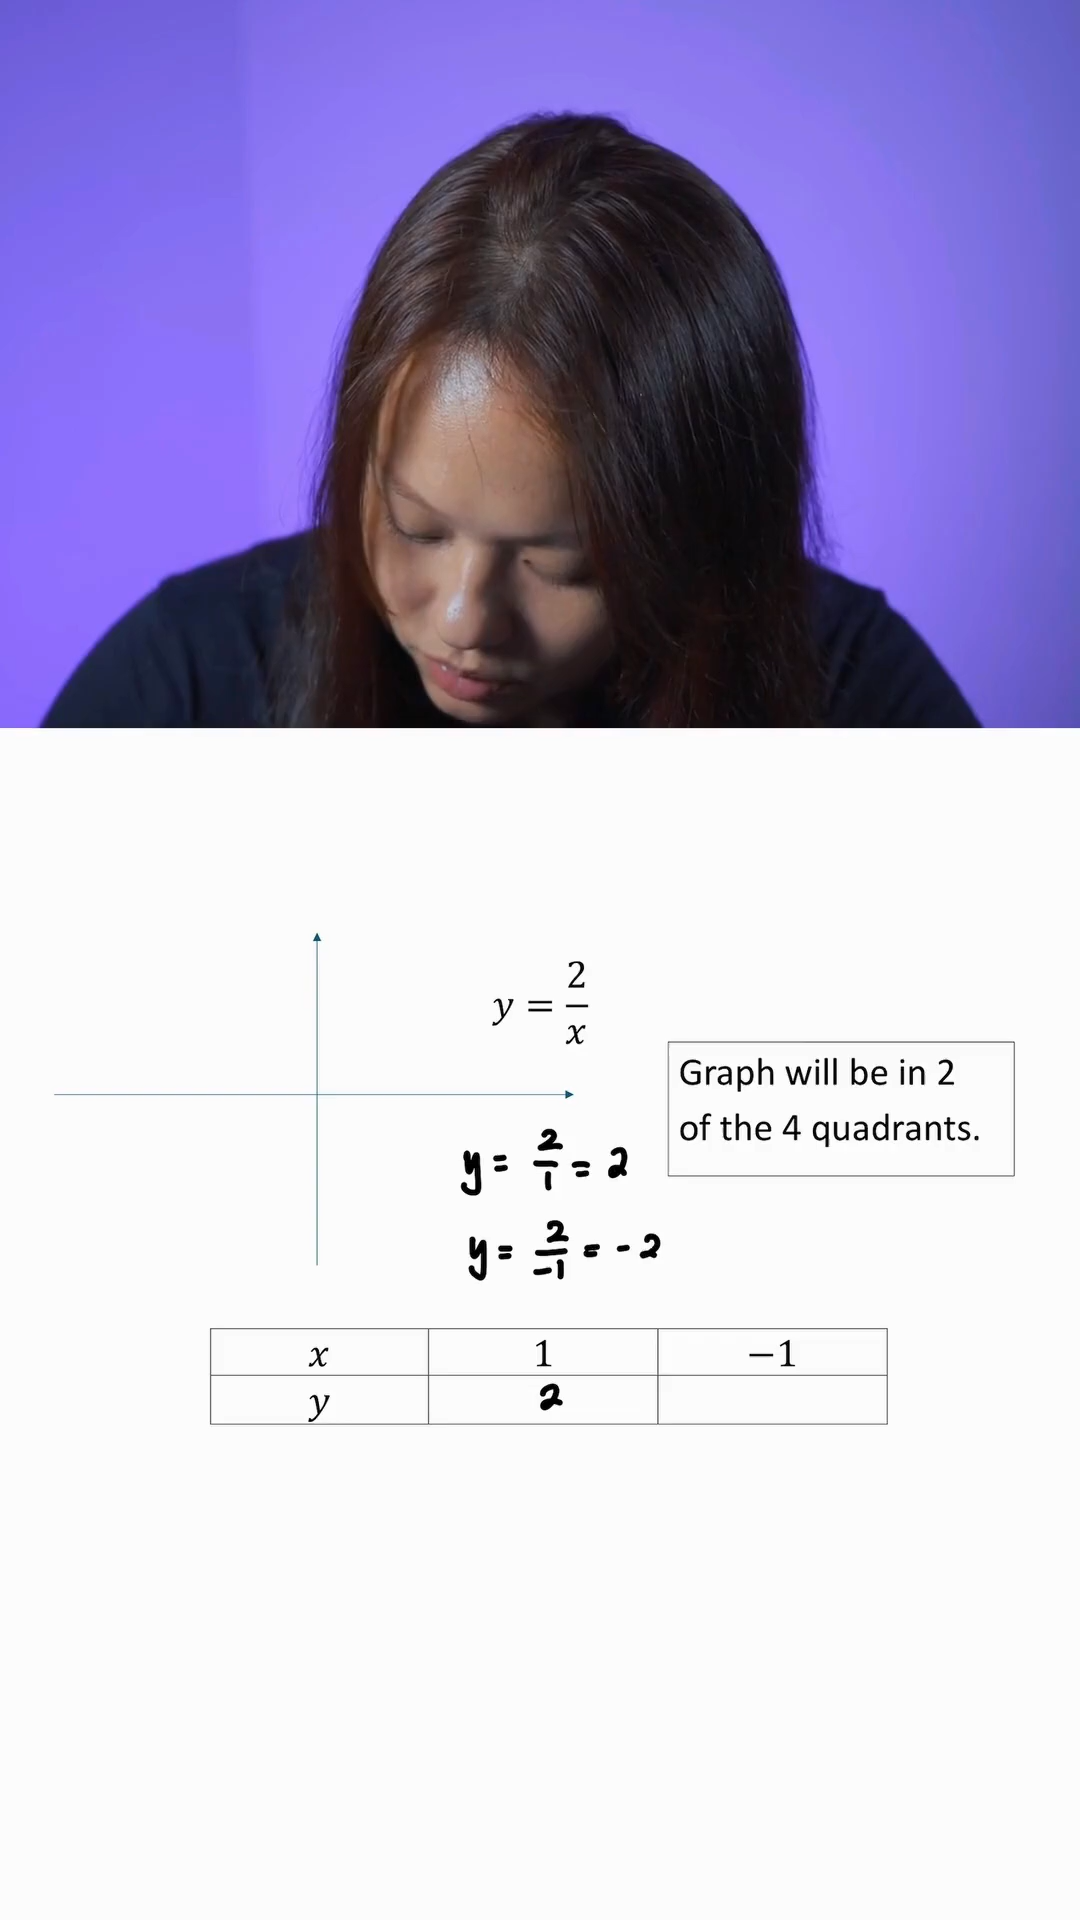 y = 2/x
Graph will be in 2
of the 4 quadrants.
y = 2/1 = 2
y = 2/-1 = -2
x 1 −1
y 2